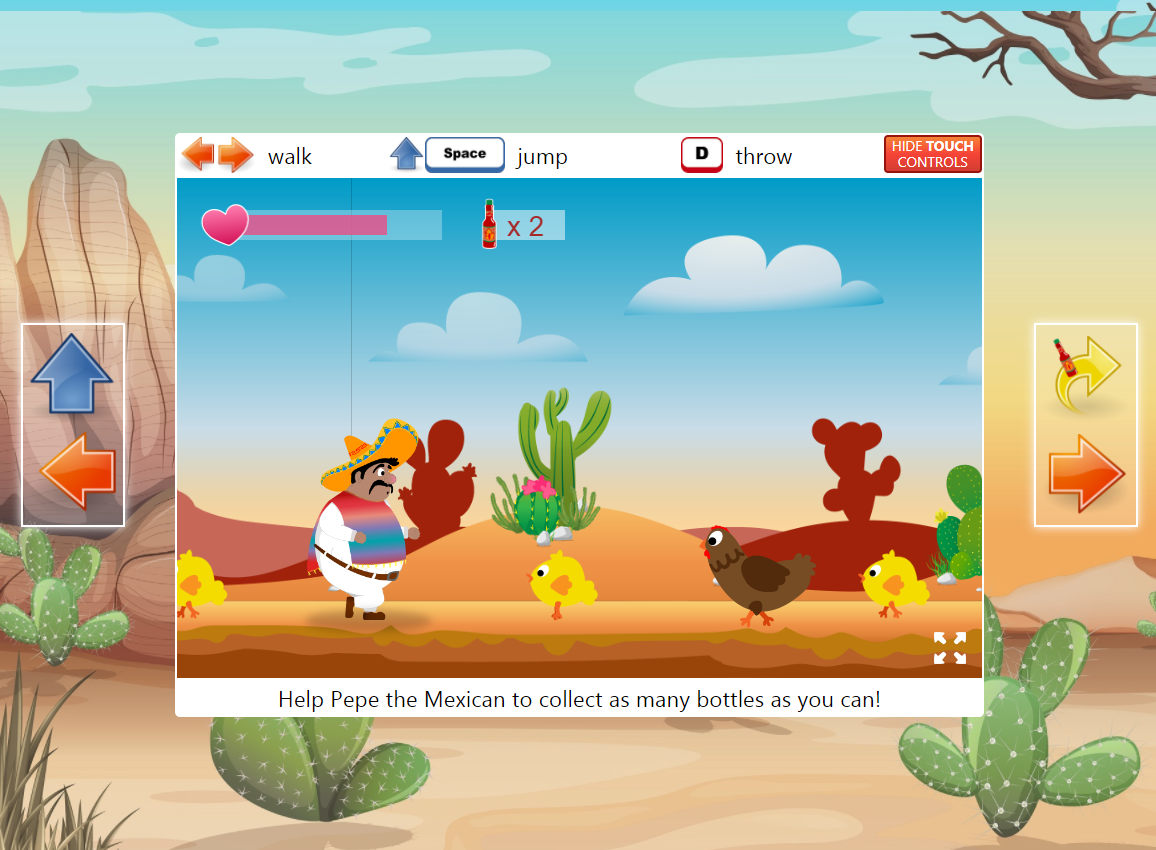 walk
Space
jump
D
throw
HIDE TOUCH
CONTROLS
x 2
Help Pepe the Mexican to collect as many bottles as you can!